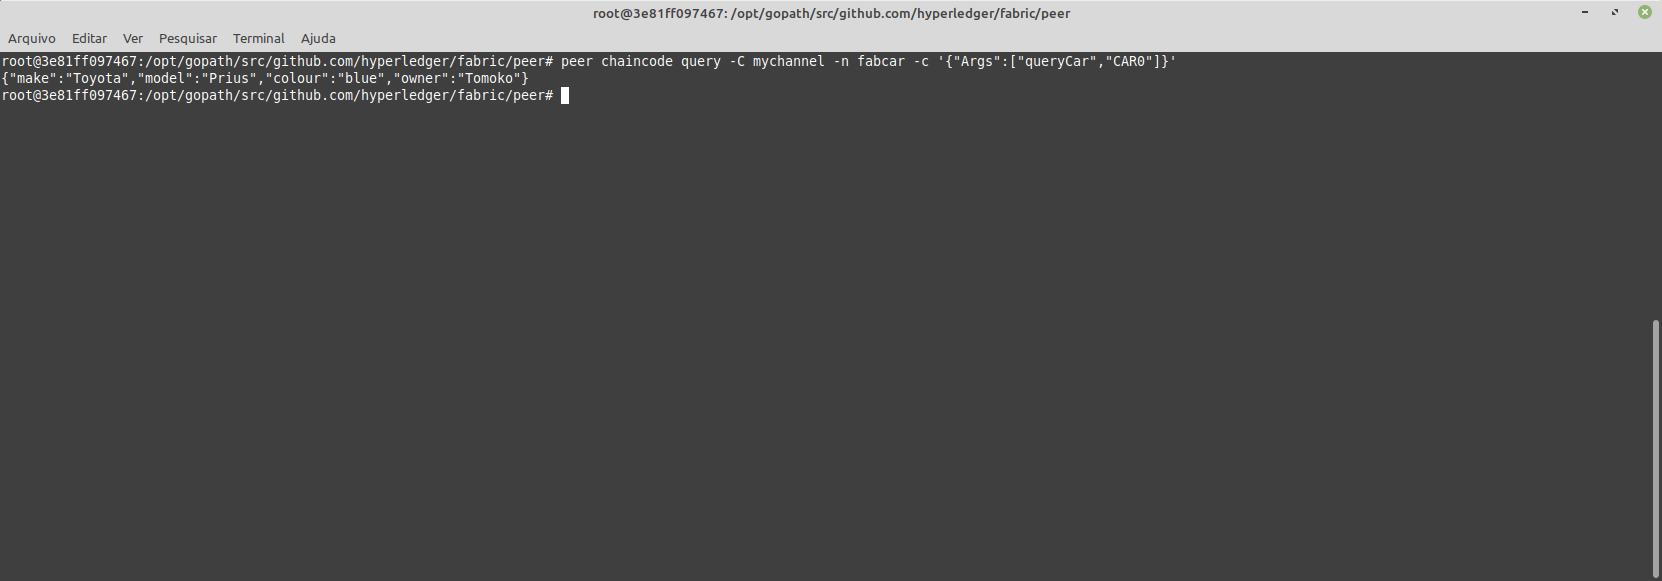 root@3e81ff097467: /opt/gopath/src/github.com/hyperledger/fabric/peer
Arquivo Editar Ver Pesquisar Terminal Ajuda
root@3e81ff097467:/opt/gopath/src/github.com/hyperledger/fabric/peer# peer chaincode query -C mychannel -n fabcar -c '{"Args":["queryCar","CAR0"]}'
{"make":"Toyota","model":"Prius","colour":"blue","owner":"Tomoko"}
root@3e81ff097467:/opt/gopath/src/github.com/hyperledger/fabric/peer#